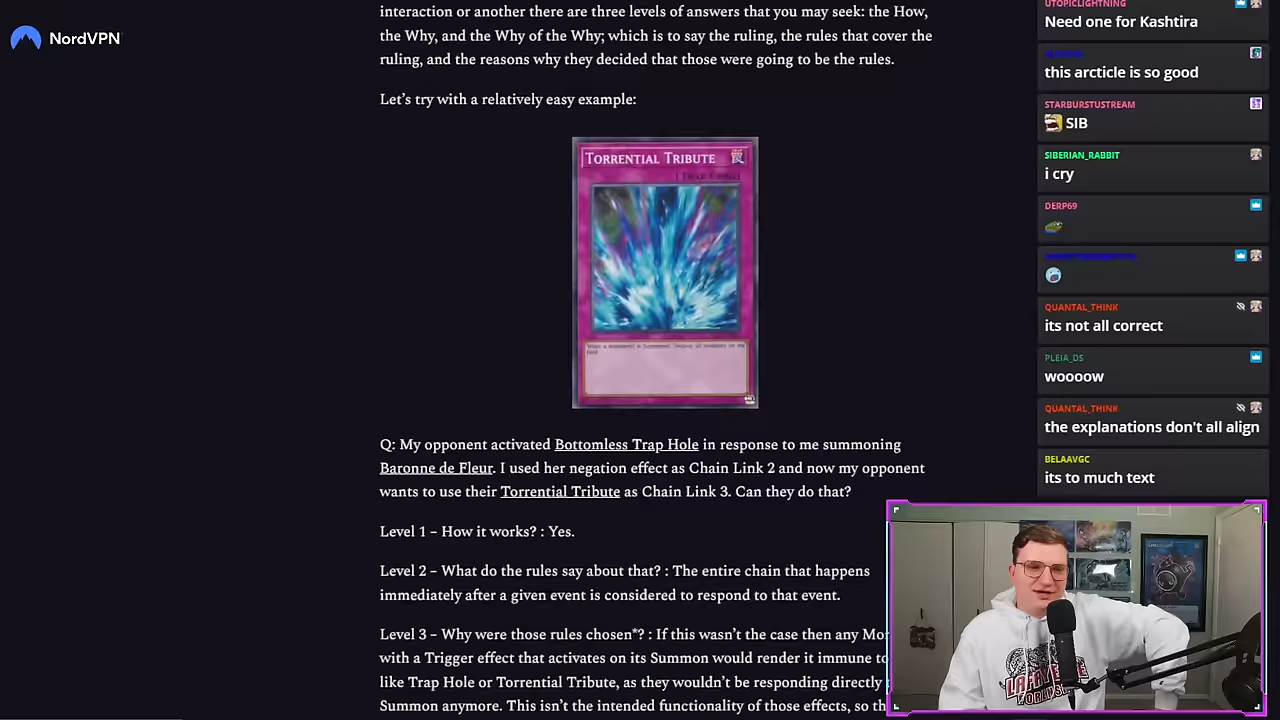 interaction or another there are three levels of answers that you may seek: the How,
the Why, and the Why of the Why; which is to say the ruling, the rules that cover the
ruling, and the reasons why they decided that those were going to be the rules.
Let's try with a relatively easy example:
NordVPN
TORRENTIAL TRIBUTE
Q: My opponent activated Bottomless Trap Hole in response to me summoning
Baronne de Fleur. I used her negation effect as Chain Link 2 and now my opponent
wants to use their Torrential Tribute as Chain Link 3. Can they do that?
Level 1 – How it works? : Yes.
Level 2 – What do the rules say about that? : The entire chain that happens
immediately after a given event is considered to respond to that event.
Level 3 – Why were those rules chosen*? : If this wasn't the case then any
with a Trigger effect that activates on its Summon would render it immune to
like Trap Hole or Torrential Tribute, as they wouldn't be responding directly
Summon anymore. This isn't the intended functionality of those effects, so
UTOPICLIGHTNING
Need one for Kashtira
this arcticle is so good
STARBURSTUSTREAM
SIB
SIBERIAN_RABBIT
i cry
DERP69
QUANTAL_THINK
its not all correct
PLEIA_DS
woooow
QUANTAL_THINK
the explanations don't all align
BELAAVGC
its to much text